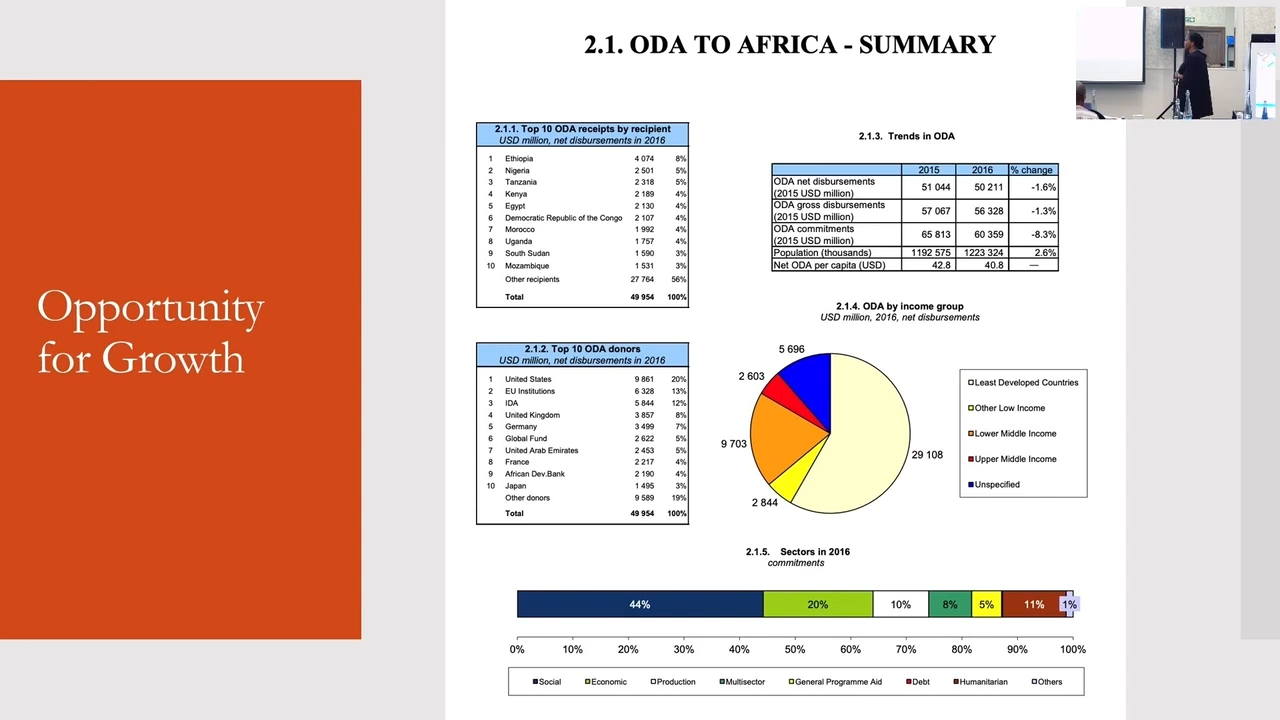 Opportunity
for Growth
2.1. ODA TO AFRICA - SUMMARY
2.1.1. Top 10 ODA receipts by recipient
USD million, net disbursements in 2016
1 Ethiopia 4 074 8%
2 Nigeria 2 501 5%
3 Tanzania 2 318 5%
4 Kenya 2 189 4%
5 Egypt 2 130 4%
6 Democratic Republic of the Congo 2 107 4%
7 Morocco 1 992 4%
8 Uganda 1 757 4%
9 South Sudan 1 590 3%
10 Mozambique 1 531 3%
Other recipients 27 764 56%
Total 49 954 100%
2.1.2. Top 10 ODA donors
USD million, net disbursements in 2016
1 United States 9 861 20%
2 EU Institutions 6 328 13%
3 IDA 5 844 12%
4 United Kingdom 3 857 8%
5 Germany 3 499 7%
6 Global Fund 2 622 5%
7 United Arab Emirates 2 453 5%
8 France 2 217 4%
9 African Dev.Bank 2 190 4%
10 Japan 1 495 3%
Other donors 9 589 19%
Total 49 954 100%
2.1.3. Trends in ODA
2015 2016 % change
ODA net disbursements
(2015 USD million) 51 044 50 211 -1.6%
ODA gross disbursements
(2015 USD million) 57 067 56 328 -1.3%
ODA commitments
(2015 USD million) 65 813 60 359 -8.3%
Population (thousands) 1192 575 1223 324 2.6%
Net ODA per capita (USD) 42.8 40.8 —
2.1.4. ODA by income group
USD million, 2016, net disbursements
5 696
2 603
9 703
2 844
29 108
Least Developed Countries
Other Low Income
Lower Middle Income
Upper Middle Income
Unspecified
2.1.5. Sectors in 2016
commitments
44% 20% 10% 8% 5% 11% 1%
0% 10% 20% 30% 40% 50% 60% 70% 80% 90% 100%
Social Economic Production Multisector General Programme Aid Debt Humanitarian Others